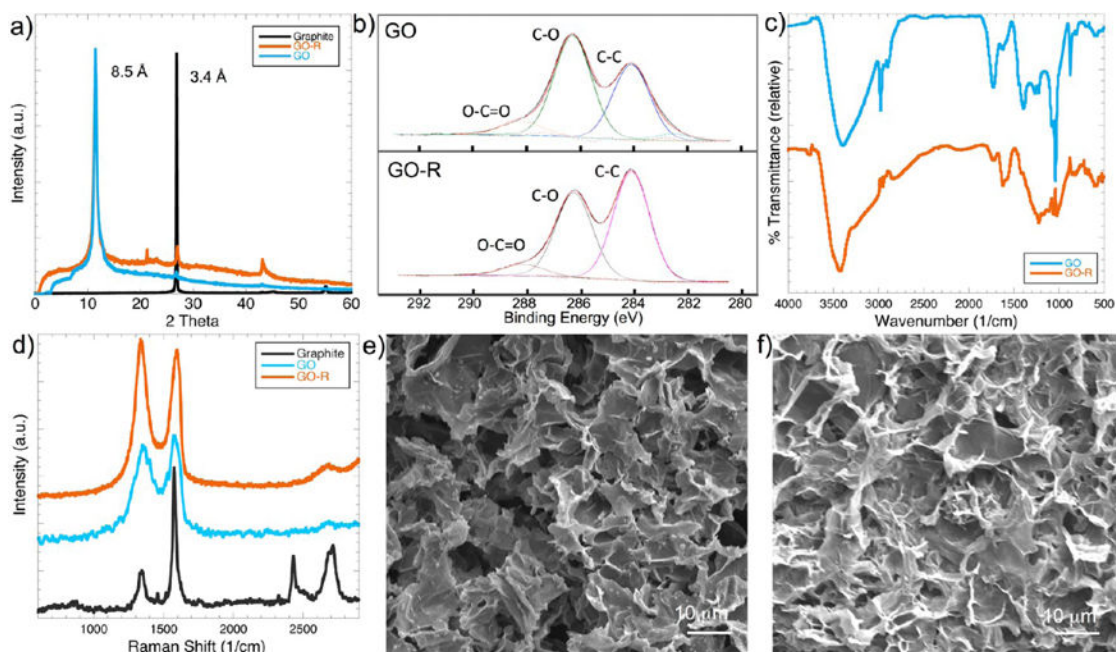 a)
Graphite
GO-R
GO
8.5 Å
3.4 Å
Intensity (a.u.)
0 10 20 30 40 50 60
2 Theta
b)
GO
C-O
C-C
O-C=O
GO-R
C-O
C-C
O-C=O
292 290 288 286 284 282 280
Binding Energy (eV)
c)
% Transmittance (relative)
GO
GO-R
4000 3500 3000 2500 2000 1500 1000 500
Wavenumber (1/cm)
d)
Graphite
GO
GO-R
Intensity (a.u.)
1000 1500 2000 2500
Raman Shift (1/cm)
e)
10 μm
f)
10 μm